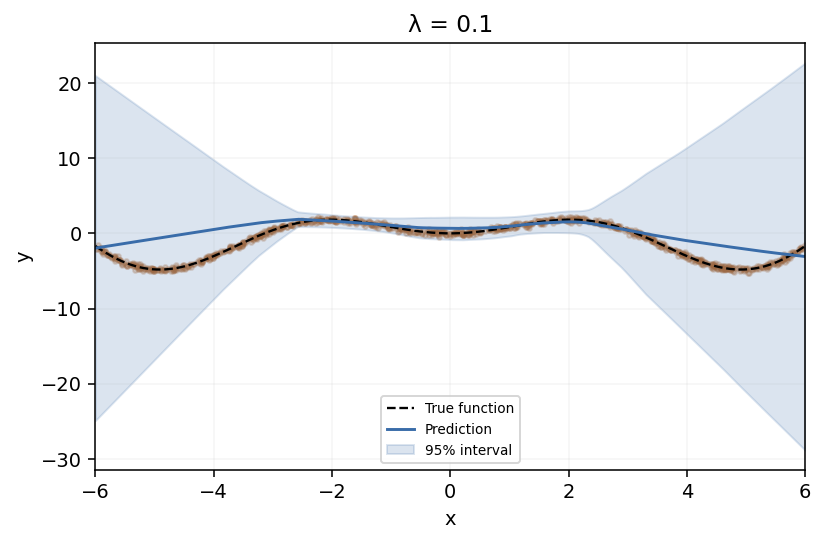 λ = 0.1
20
10
0
−10
−20
−30
y
−6
−4
−2
0
2
4
6
x
True function
Prediction
95% interval